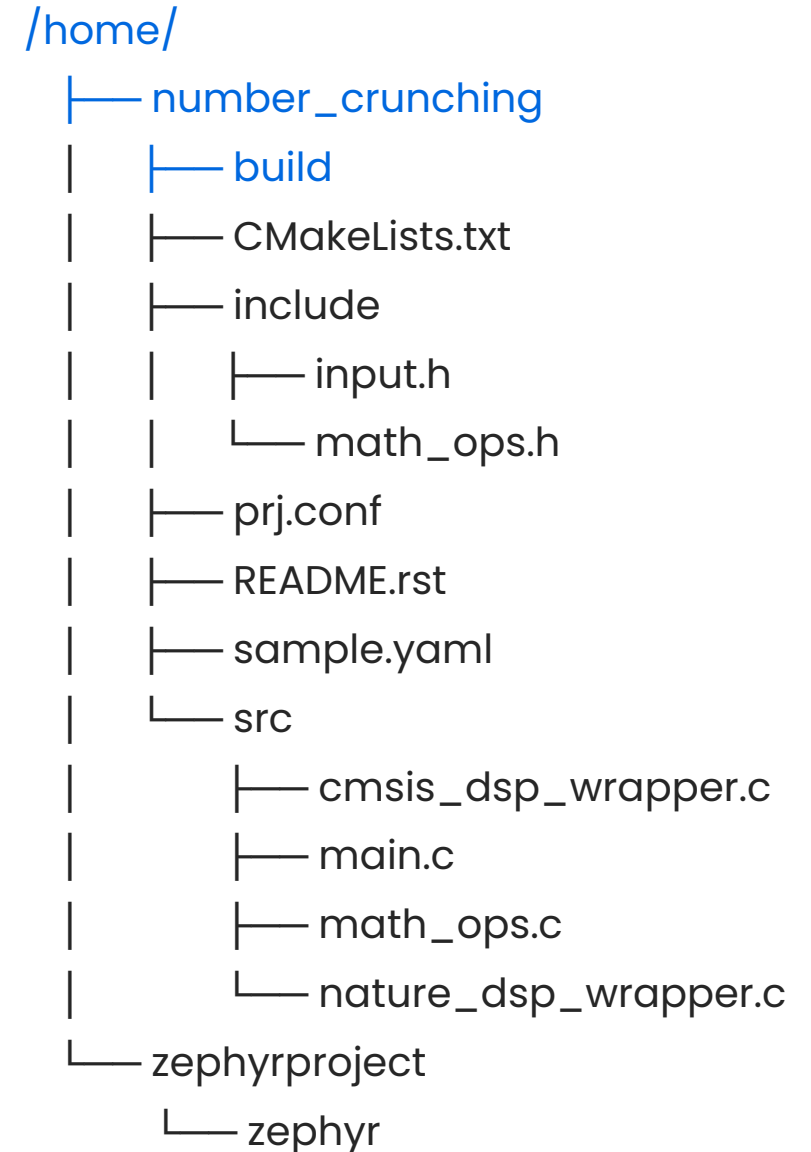 /home/
├── number_crunching
│   ├── build
│   ├── CMakeLists.txt
│   ├── include
│   │   ├── input.h
│   │   └── math_ops.h
│   ├── prj.conf
│   ├── README.rst
│   ├── sample.yaml
│   └── src
│       ├── cmsis_dsp_wrapper.c
│       ├── main.c
│       ├── math_ops.c
│       └── nature_dsp_wrapper.c
└── zephyrproject
    └── zephyr